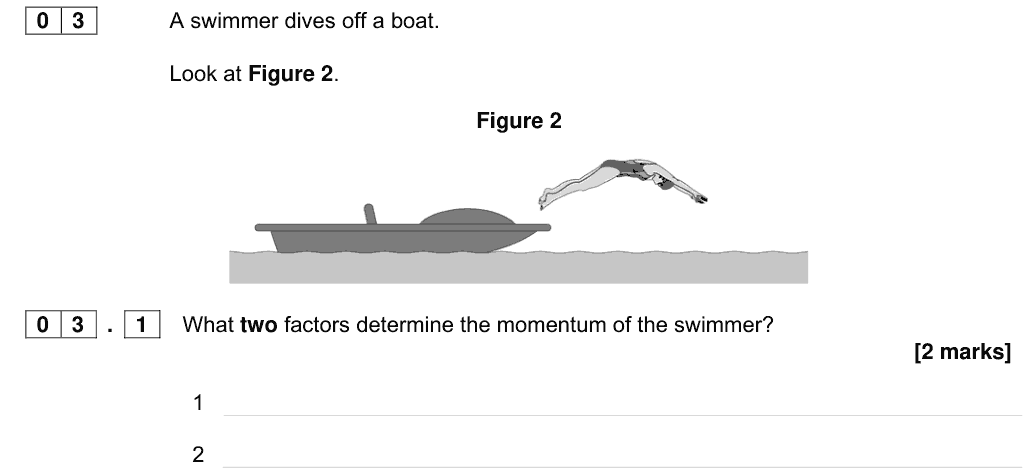 0 3 A swimmer dives off a boat.
Look at Figure 2.
Figure 2
0 3 . 1 What two factors determine the momentum of the swimmer?
[2 marks]
1
2